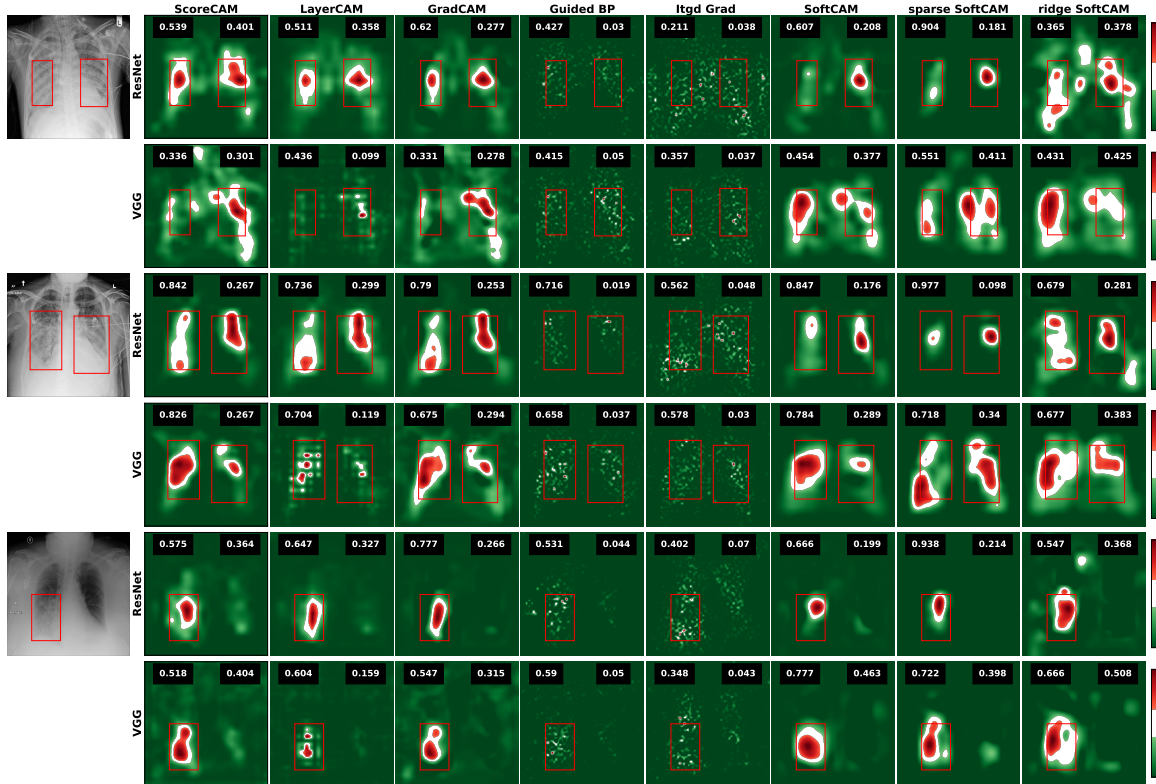 ScoreCAM LayerCAM GradCAM Guided BP Itgd Grad SoftCAM sparse SoftCAM ridge SoftCAM
L
ResNet
0.539 0.401 0.511 0.358 0.62 0.277 0.427 0.03 0.211 0.038 0.607 0.208 0.904 0.181 0.365 0.378
VGG
0.336 0.301 0.436 0.099 0.331 0.278 0.415 0.05 0.357 0.037 0.454 0.377 0.551 0.411 0.431 0.425
L
ResNet
0.842 0.267 0.736 0.299 0.79 0.253 0.716 0.019 0.562 0.048 0.847 0.176 0.977 0.098 0.679 0.281
VGG
0.826 0.267 0.704 0.119 0.675 0.294 0.658 0.037 0.578 0.03 0.784 0.289 0.718 0.34 0.677 0.383
ResNet
0.575 0.364 0.647 0.327 0.777 0.266 0.531 0.044 0.402 0.07 0.666 0.199 0.938 0.214 0.547 0.368
VGG
0.518 0.404 0.604 0.159 0.547 0.315 0.59 0.05 0.348 0.043 0.777 0.463 0.722 0.398 0.666 0.508